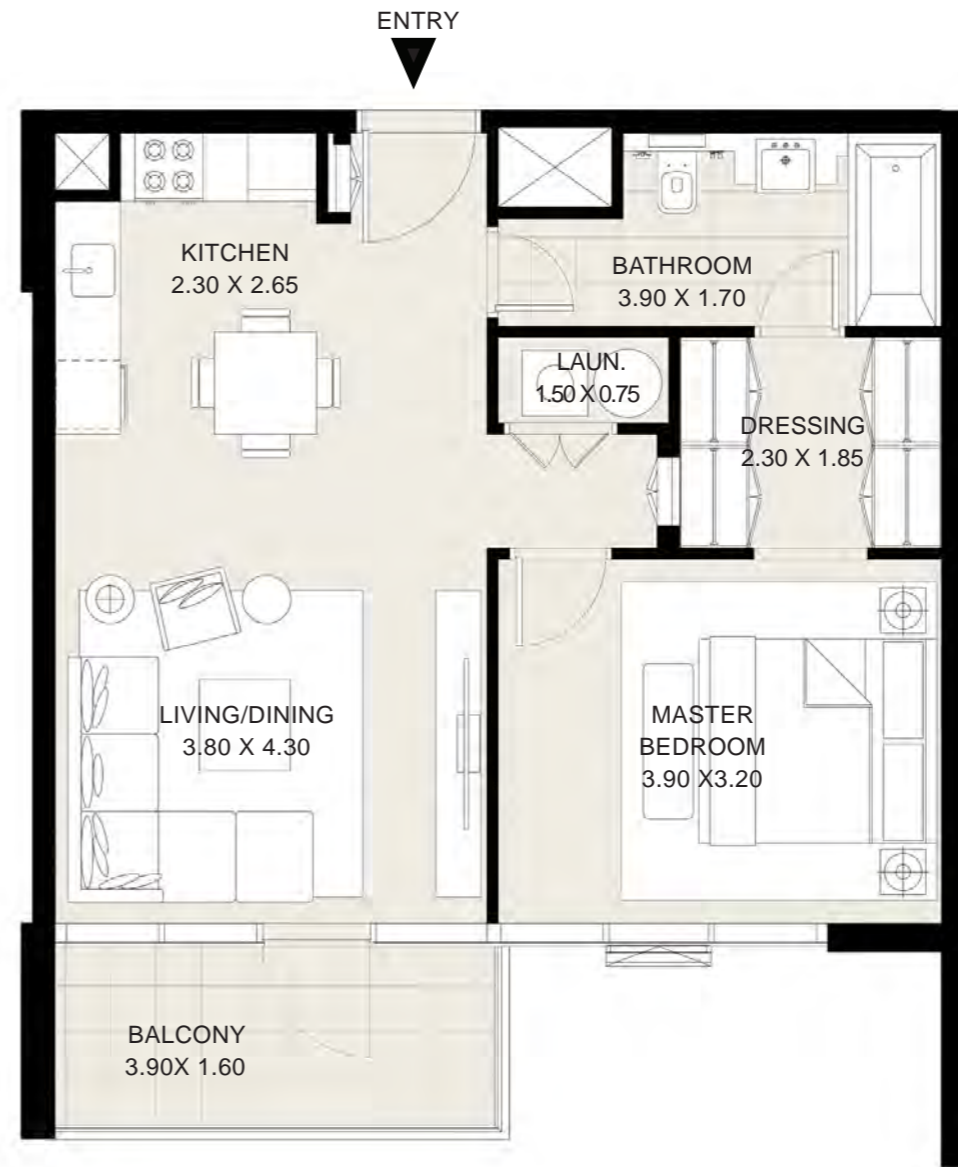 ENTRY
KITCHEN
2.30 X 2.65
BATHROOM
3.90 X 1.70
LAUN.
1.50 X 0.75
DRESSING
2.30 X 1.85
LIVING/DINING
3.80 X 4.30
MASTER
BEDROOM
3.90 X3.20
BALCONY
3.90X 1.60